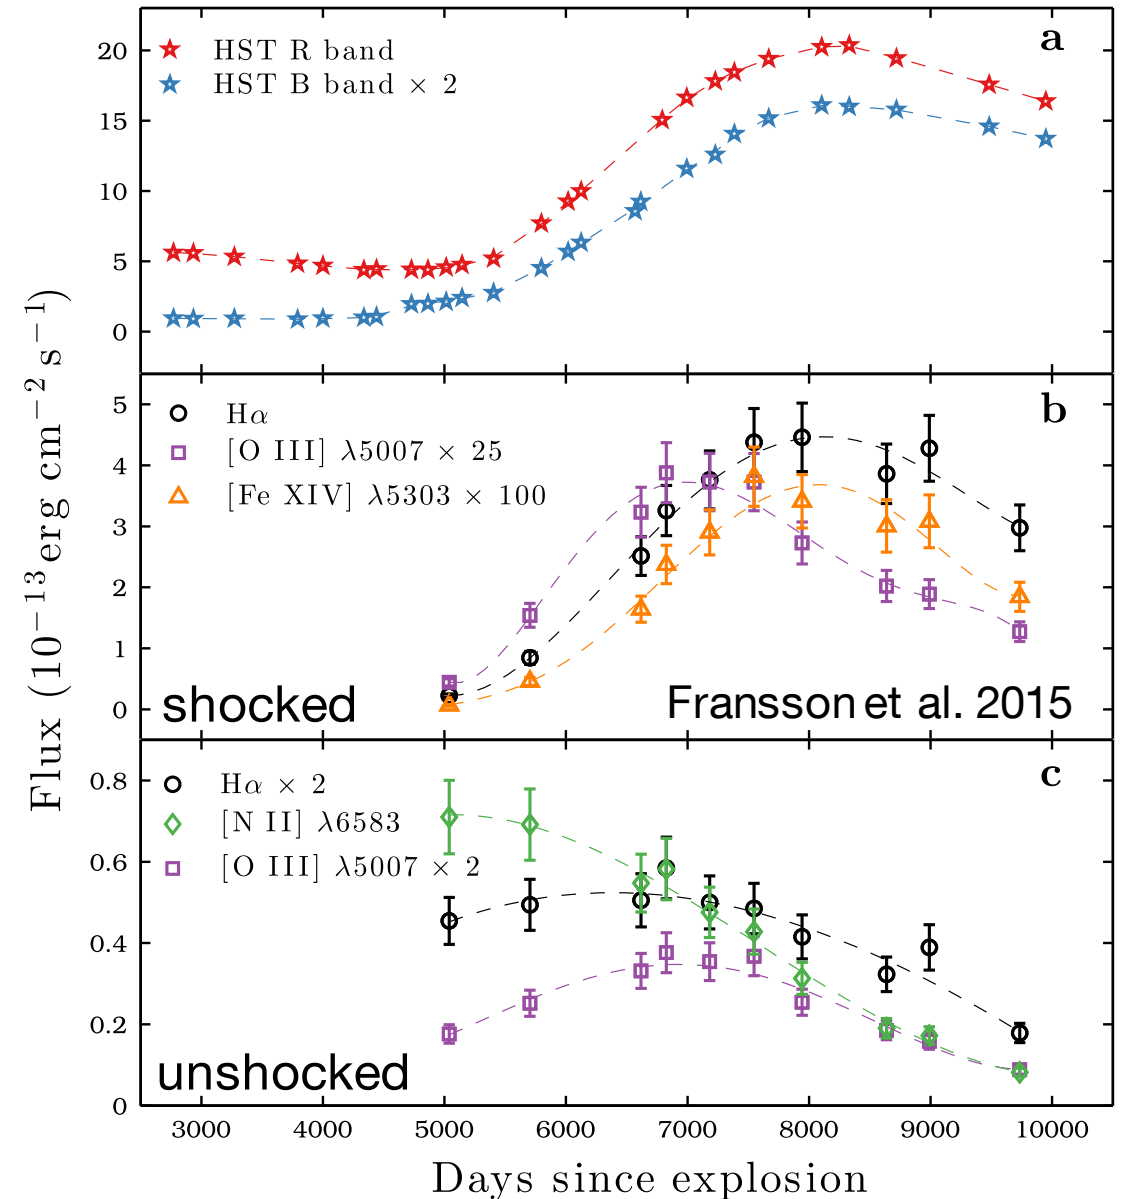 a
HST R band
HST B band × 2
20
15
10
5
0
b
Hα
[O III] λ5007 × 25
[Fe XIV] λ5303 × 100
5
4
3
2
1
0
shocked
Fransson et al. 2015
c
Hα × 2
[N II] λ6583
[O III] λ5007 × 2
0.8
0.6
0.4
0.2
0
unshocked
3000 4000 5000 6000 7000 8000 9000 10000
Days since explosion
Flux (10⁻¹³ erg cm⁻² s⁻¹)